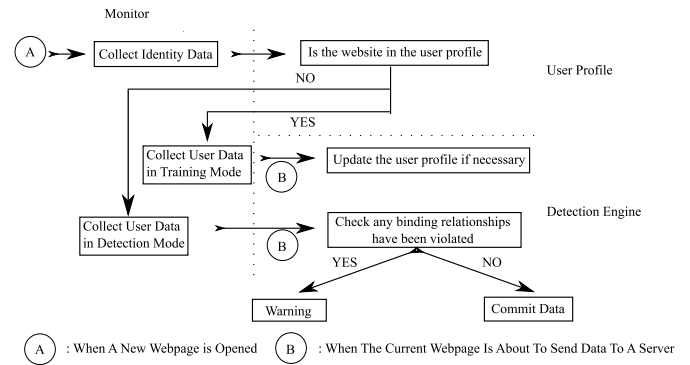 Monitor
A
Collect Identity Data
Is the website in the user profile
User Profile
NO
YES
Collect User Data
in Training Mode
B
Update the user profile if necessary
Collect User Data
in Detection Mode
B
Check any binding relationships
have been violated
Detection Engine
YES
NO
Warning
Commit Data
A : When A New Webpage is Opened
B : When The Current Webpage Is About To Send Data To A Server